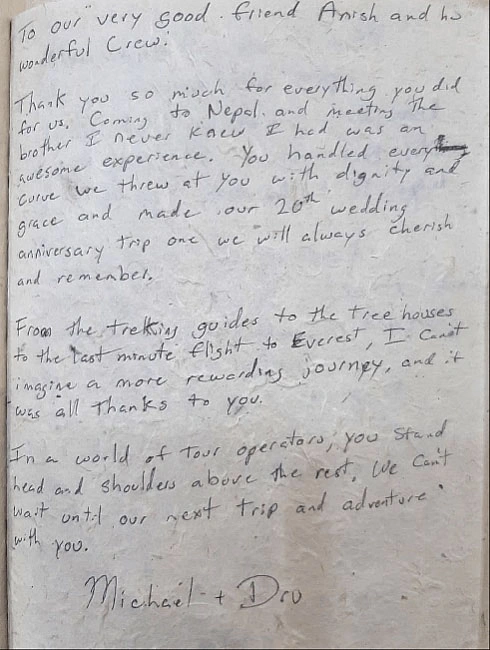 To our very good friend Anish and his
wonderful Crew:
Thank you so much for everything you did
for us. Coming to Nepal and meeting the
brother I never knew I had was an
awesome experience. You handled every
curve we threw at you with dignity and
grace and made our 20th wedding
anniversary trip one we will always cherish
and remember.
From the trekking guides to the tree houses
to the last minute flight to Everest, I can't
imagine a more rewarding journey, and it
was all thanks to you.
In a world of tour operators, you stand
head and shoulders above the rest. We can't
wait until our next trip and adventure
with you.
Michael + Dru